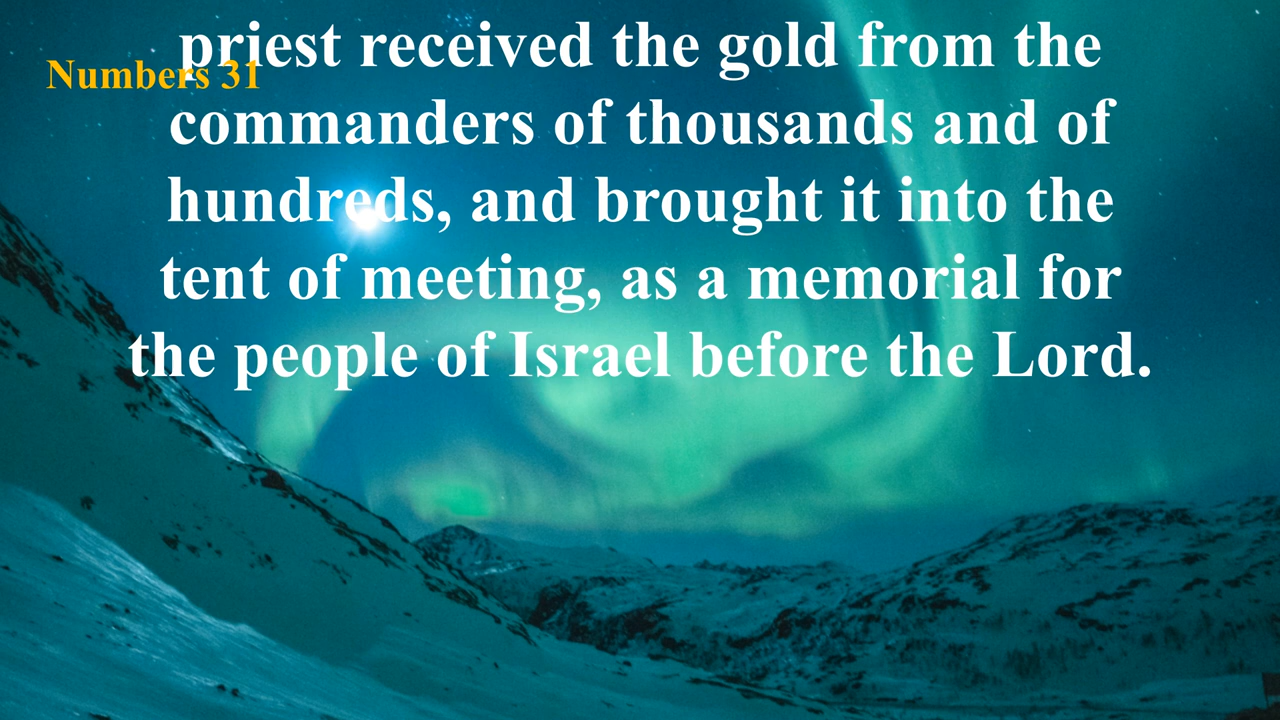 Numbers 31
priest received the gold from the
commanders of thousands and of
hundreds, and brought it into the
tent of meeting, as a memorial for
the people of Israel before the Lord.